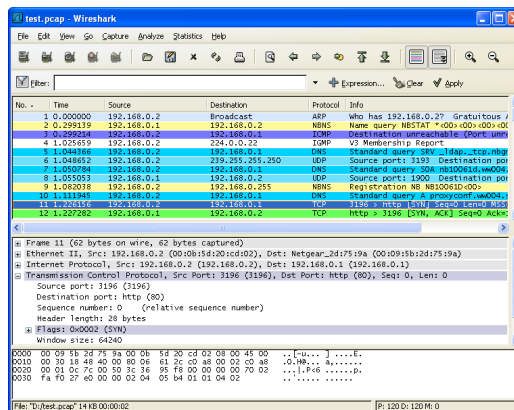 test.pcap - Wireshark
File Edit View Go Capture Analyze Statistics Help
Filter: Expression... Clear Apply
No. Time Source Destination Protocol Info
1 0.000000 192.168.0.2 Broadcast ARP Who has 192.168.0.2? Gratuitous
2 0.299139 192.168.0.1 192.168.0.2 NBNS Name query NBSTAT *<00><00><00><00
3 0.299214 192.168.0.2 192.168.0.1 ICMP Destination unreachable (Port unre
4 1.025659 192.168.0.2 224.0.0.22 IGMP V3 Membership Report
5 1.044366 192.168.0.2 192.168.0.1 DNS Standard query SRV _ldap._tcp.nbg
6 1.048652 192.168.0.2 239.255.255.250 UDP Source port: 3193 Destination por
7 1.050784 192.168.0.2 192.168.0.1 DNS Standard query SOA nb10061d.ww004.
8 1.055053 192.168.0.1 192.168.0.2 UDP Source port: 1900 Destination por
9 1.082038 192.168.0.2 192.168.0.255 NBNS Registration NB NB10061D<00>
10 1.111945 192.168.0.2 192.168.0.1 DNS Standard query A proxyconf.ww004.
11 1.226156 192.168.0.2 192.168.0.1 TCP 3196 > http [SYN] Seq=0 Len=0 MSS
12 1.227282 192.168.0.1 192.168.0.2 TCP http > 3196 [SYN, ACK] Seq=0 Ack=
Frame 11 (62 bytes on wire, 62 bytes captured)
Ethernet II, Src: 192.168.0.2 (00:0b:5d:20:cd:02), Dst: Netgear_2d:75:9a (00:09:5b:2d:75:9a)
Internet Protocol, Src: 192.168.0.2 (192.168.0.2), Dst: 192.168.0.1 (192.168.0.1)
Transmission Control Protocol, Src Port: 3196 (3196), Dst Port: http (80), Seq: 0, Len: 0
Source port: 3196 (3196)
Destination port: http (80)
Sequence number: 0 (relative sequence number)
Header length: 28 bytes
Flags: 0x0002 (SYN)
Window size: 64240
0000 00 09 5b 2d 75 9a 00 0b 5d 20 cd 02 08 00 45 00 ..[-u... ] ....E.
0010 00 30 18 48 40 00 80 06 61 2c c0 a8 00 02 c0 a8 .0.H@... a,......
0020 00 01 0c 7c 00 50 3c 36 95 f8 00 00 00 00 70 02 ...|.P<6 ......p.
0030 fa f0 27 e0 00 00 02 04 05 b4 01 01 04 02 ..'..... ......
File: "D:/test.pcap" 14 KB 00:00:02 P: 120 D: 120 M: 0